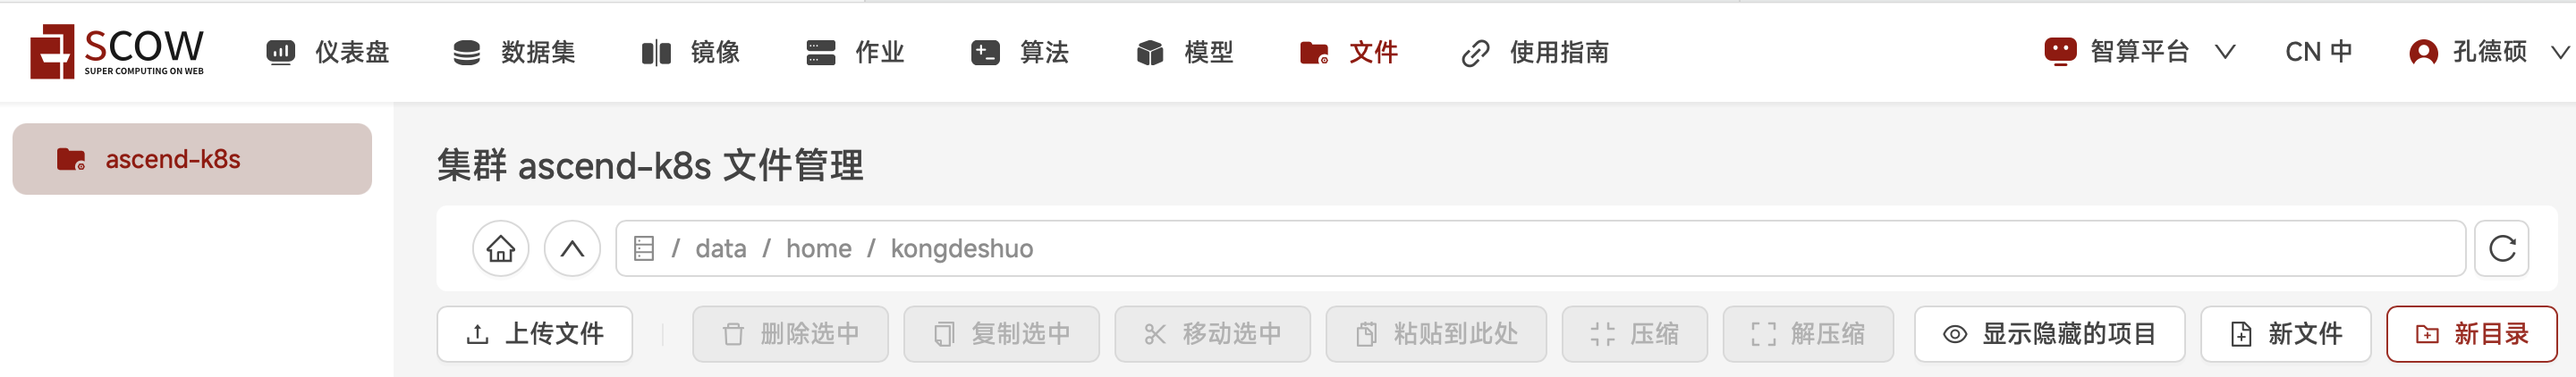 SCOW
SUPER COMPUTING ON WEB
仪表盘 数据集 镜像 作业 算法 模型 文件 使用指南 智算平台 CN 中 孔德硕
ascend-k8s
集群 ascend-k8s 文件管理
/ data / home / kongdeshuo
上传文件 删除选中 复制选中 移动选中 粘贴到此处 压缩 解压缩 显示隐藏的项目 新文件 新目录